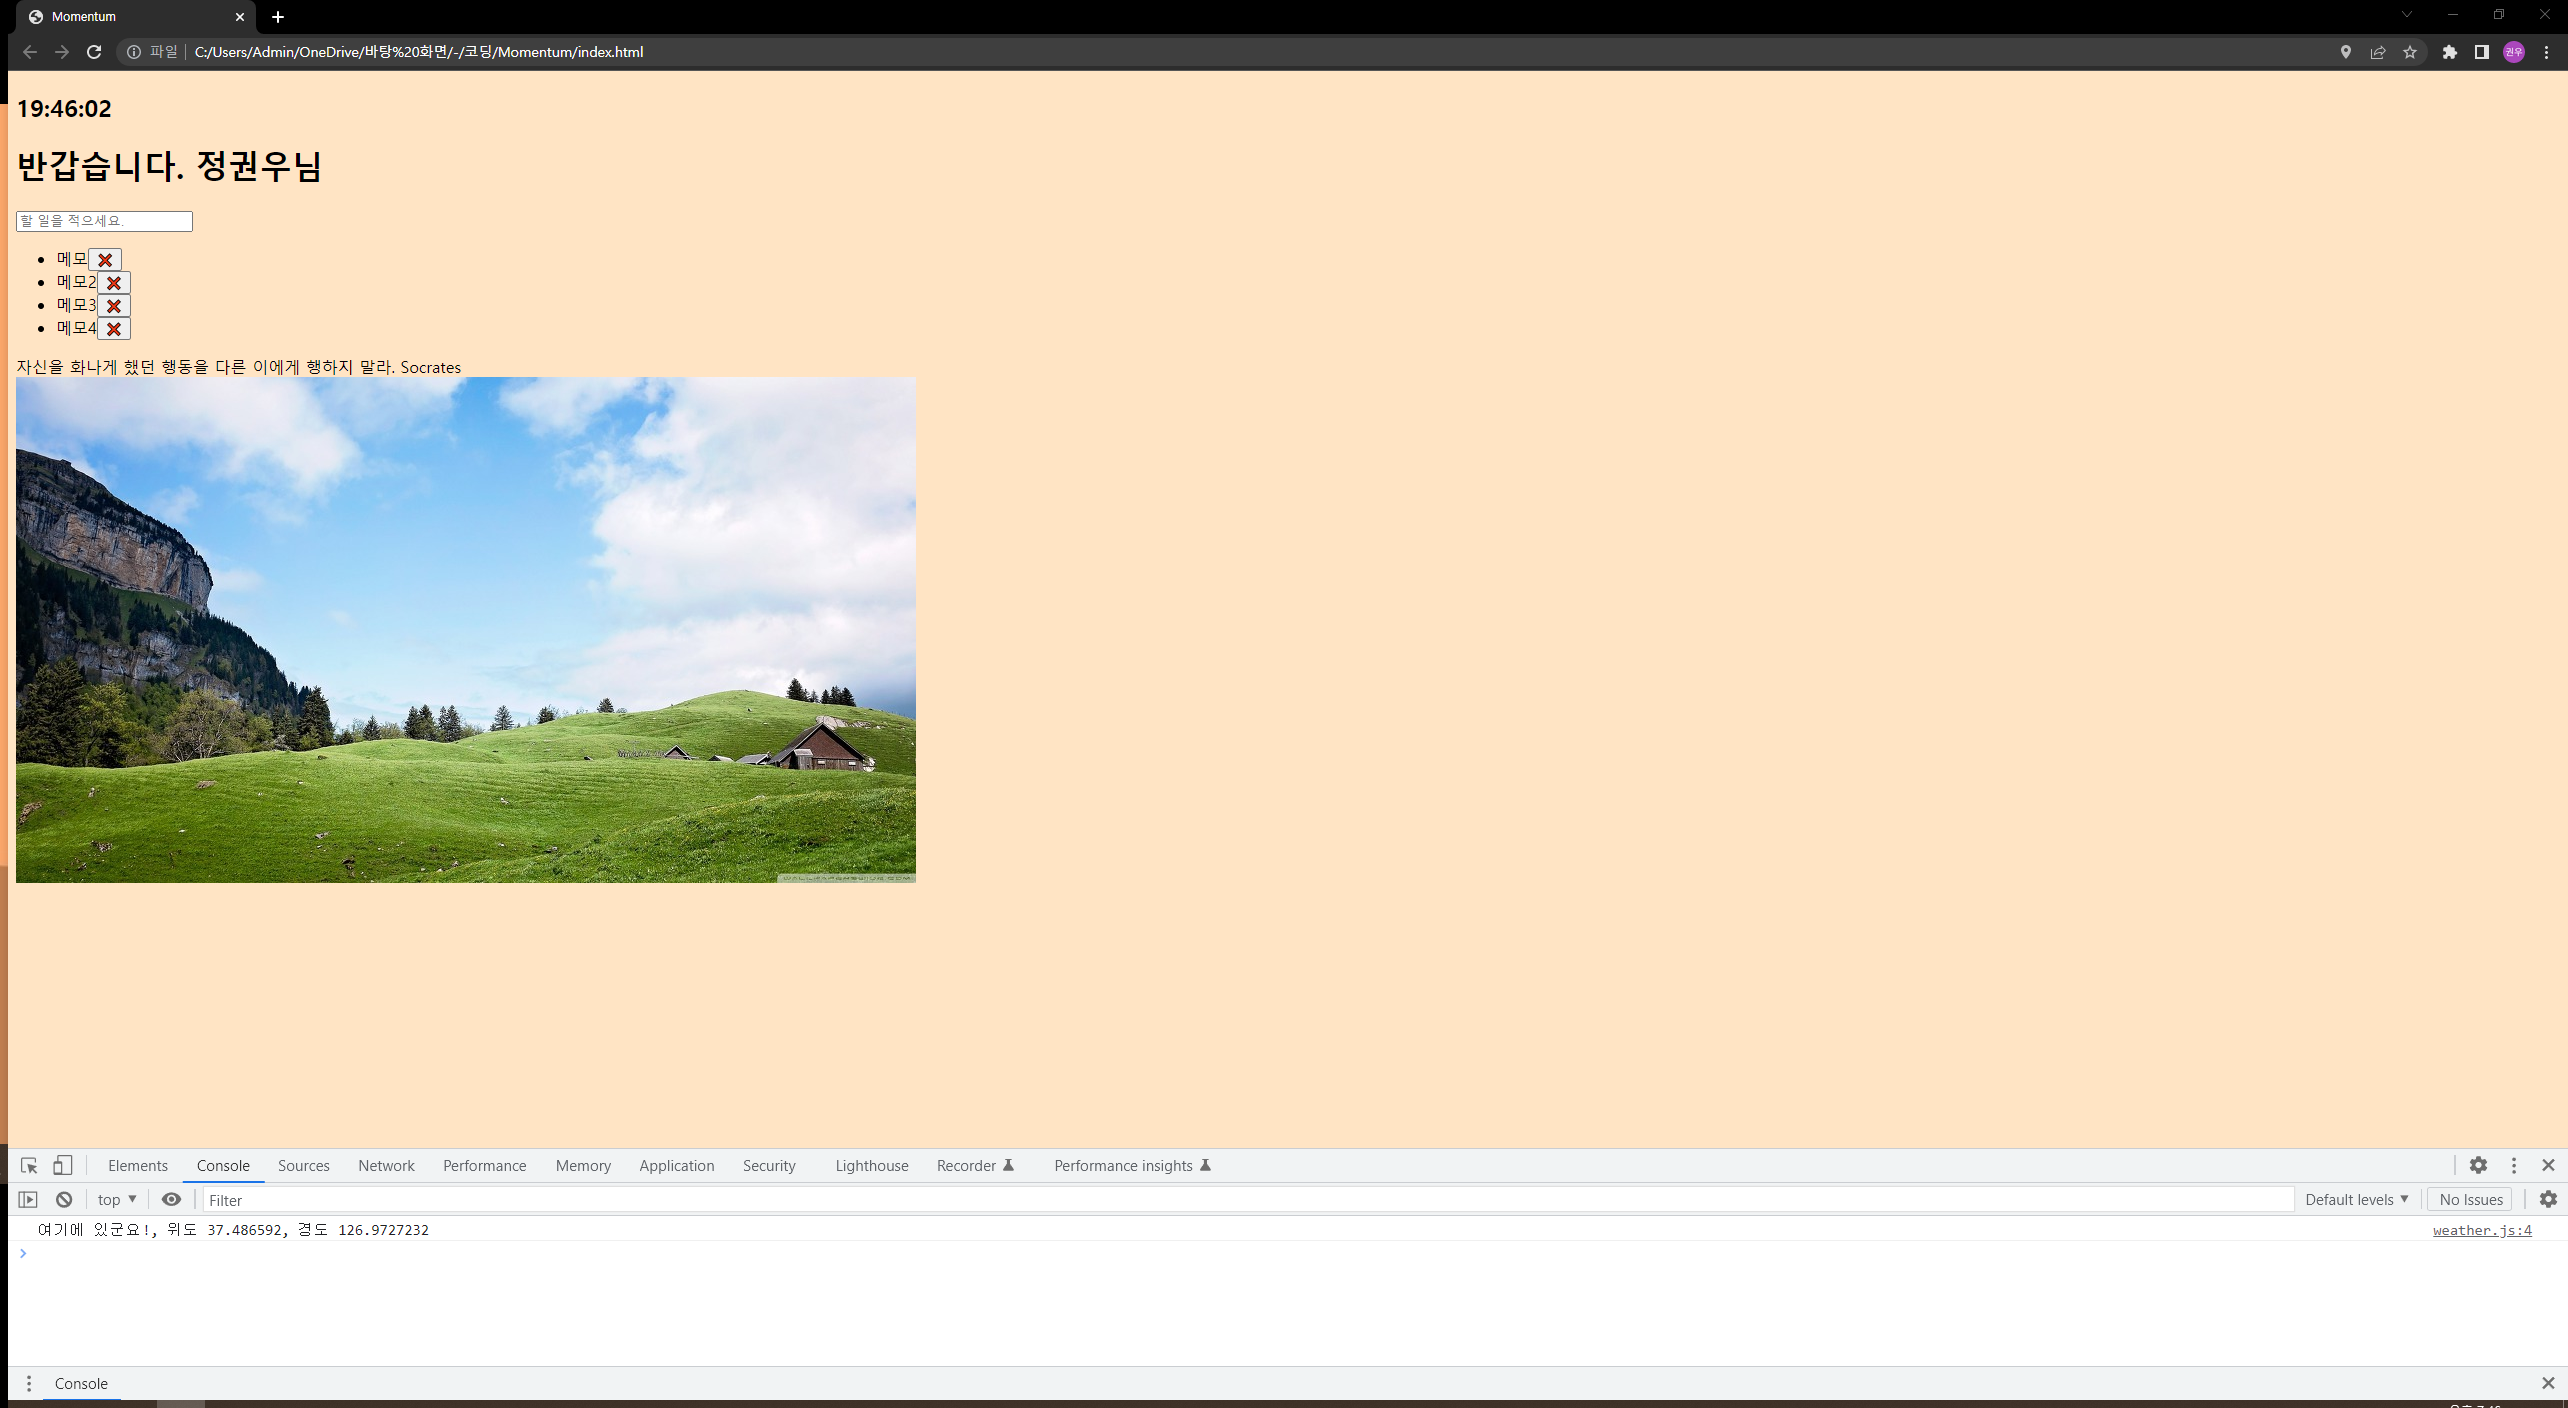 Momentum
파일 C:/Users/Admin/OneDrive/바탕%20화면/-/코딩/Momentum/index.html
권우
19:46:02
반갑습니다. 정권우님
할 일을 적으세요.
메모
메모2
메모3
메모4
자신을 화나게 했던 행동을 다른 이에게 행하지 말라. Socrates
Elements Console Sources Network Performance Memory Application Security Lighthouse Recorder Performance insights
top Filter Default levels No Issues
여기에 있군요!, 위도 37.486592, 경도 126.9727232 weather.js:4
Console